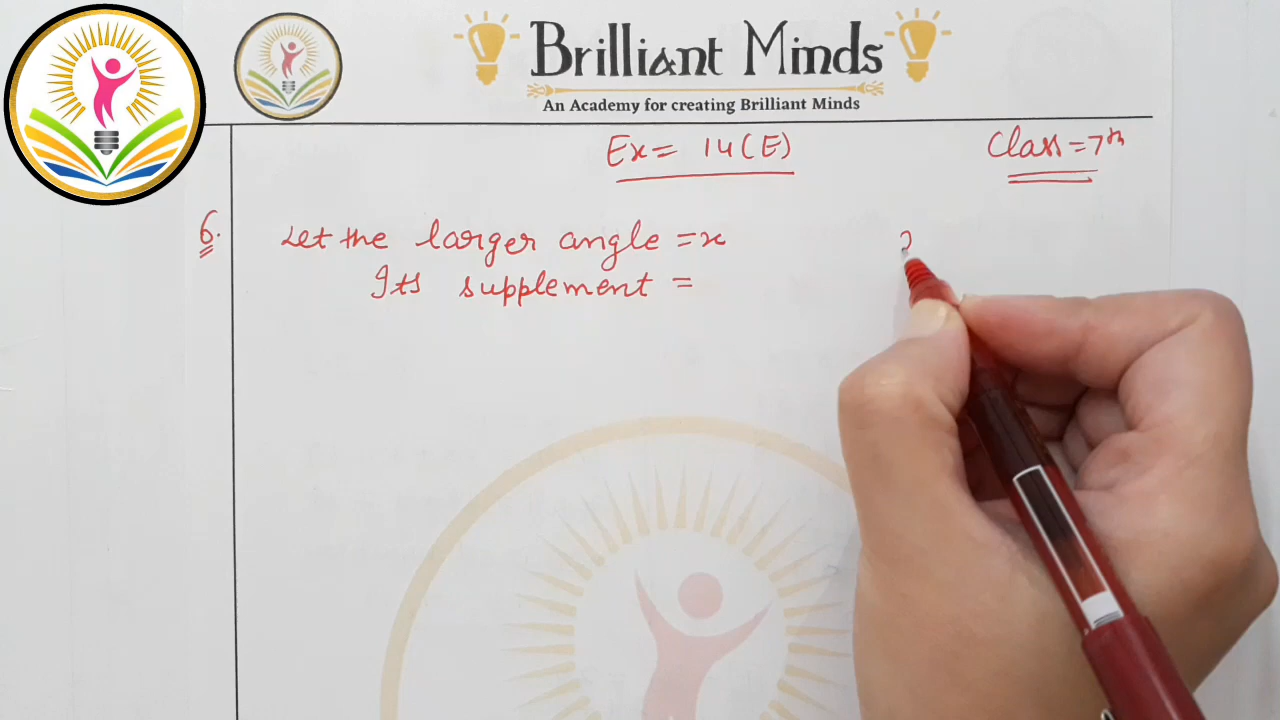 Brilliant Minds
An Academy for creating Brilliant Minds
Ex = 14(E)
Class = 7th
6. Let the larger angle = x
Its supplement =